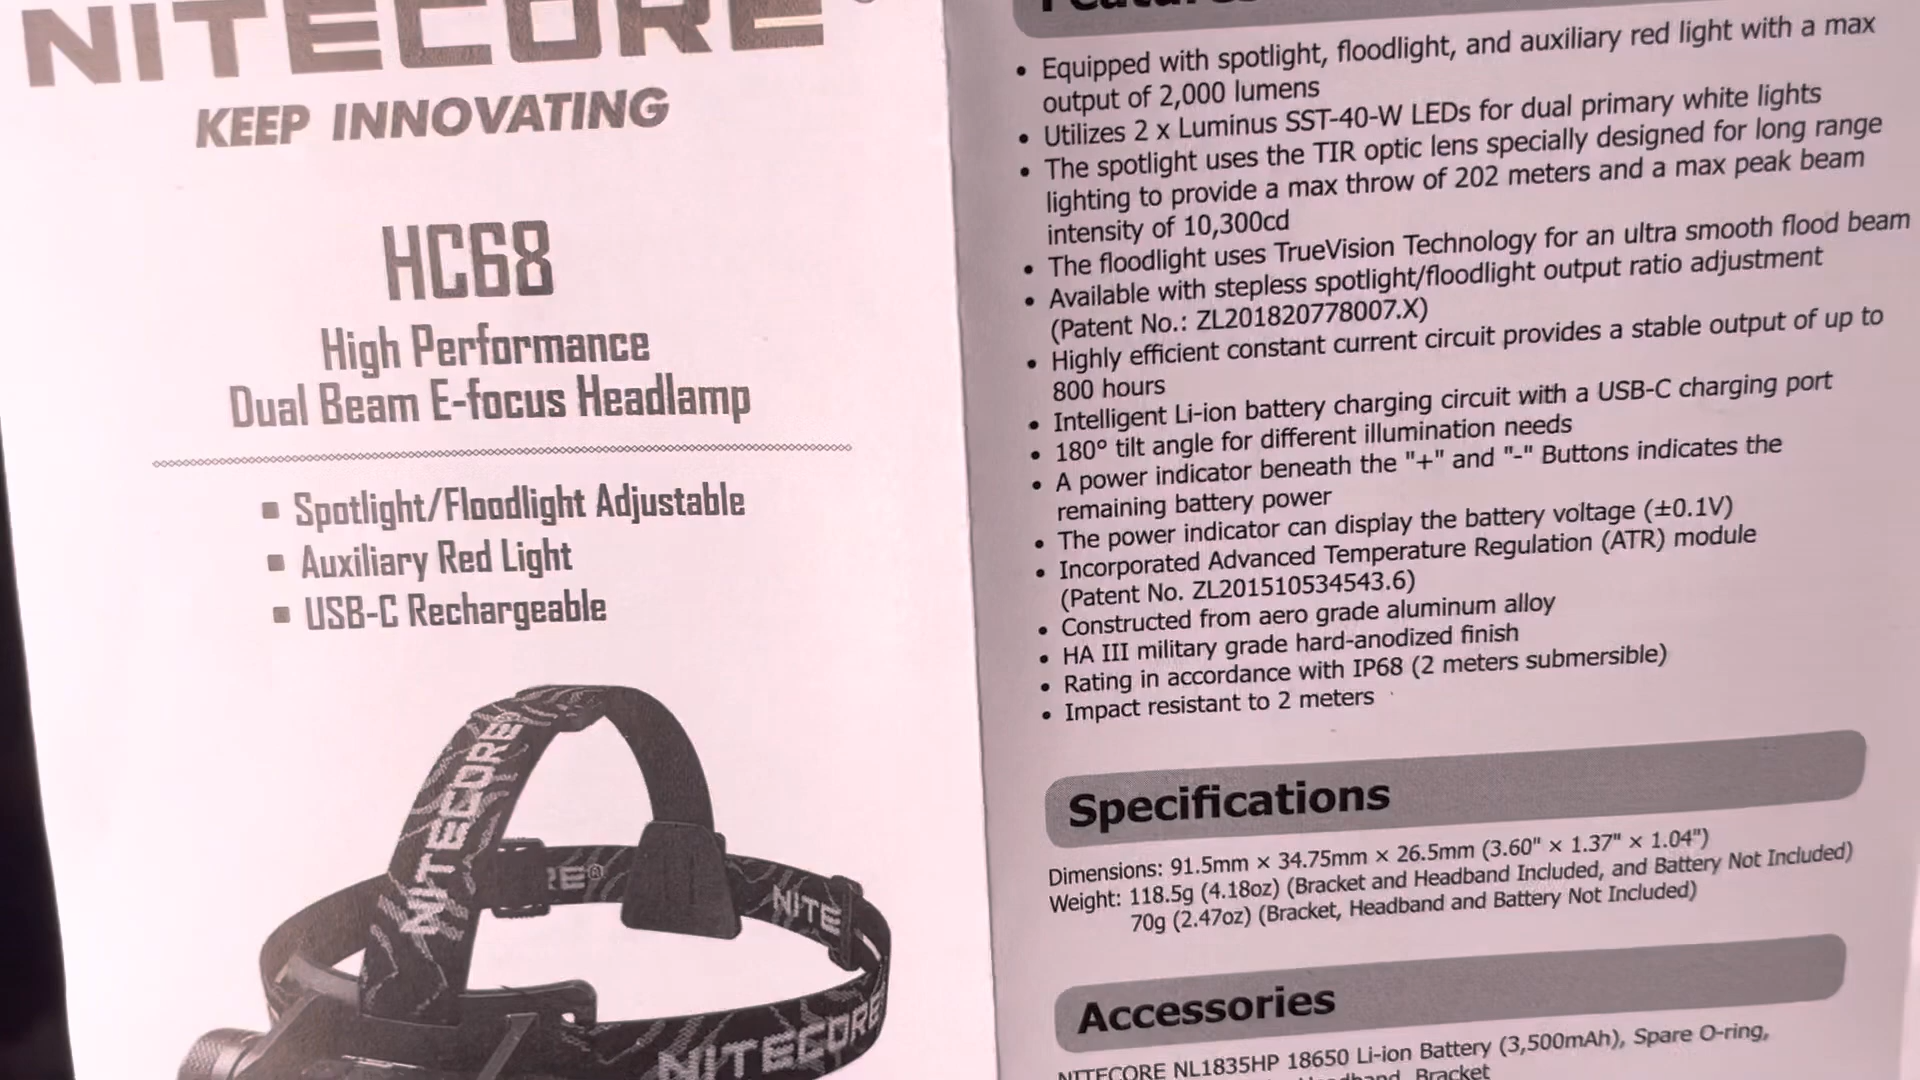 NITECORE
KEEP INNOVATING
HC68
High Performance
Dual Beam E-focus Headlamp
▪ Spotlight/Floodlight Adjustable
▪ Auxiliary Red Light
▪ USB-C Rechargeable
NITECORE
RE®
NITE
NITECORE
Features
• Equipped with spotlight, floodlight, and auxiliary red light with a max
output of 2,000 lumens
• Utilizes 2 x Luminus SST-40-W LEDs for dual primary white lights
• The spotlight uses the TIR optic lens specially designed for long range
lighting to provide a max throw of 202 meters and a max peak beam
intensity of 10,300cd
• The floodlight uses TrueVision Technology for an ultra smooth flood beam
• Available with stepless spotlight/floodlight output ratio adjustment
(Patent No.: ZL201820778007.X)
• Highly efficient constant current circuit provides a stable output of up to
800 hours
• Intelligent Li-ion battery charging circuit with a USB-C charging port
• 180° tilt angle for different illumination needs
• A power indicator beneath the "+" and "-" Buttons indicates the
remaining battery power
• The power indicator can display the battery voltage (±0.1V)
• Incorporated Advanced Temperature Regulation (ATR) module
(Patent No. ZL201510534543.6)
• Constructed from aero grade aluminum alloy
• HA III military grade hard-anodized finish
• Rating in accordance with IP68 (2 meters submersible)
• Impact resistant to 2 meters
Specifications
Dimensions: 91.5mm × 34.75mm × 26.5mm (3.60" × 1.37" × 1.04")
Weight: 118.5g (4.18oz) (Bracket and Headband Included, and Battery Not Included)
70g (2.47oz) (Bracket, Headband and Battery Not Included)
Accessories
NITECORE NL1835HP 18650 Li-ion Battery (3,500mAh), Spare O-ring,
Headband, Bracket